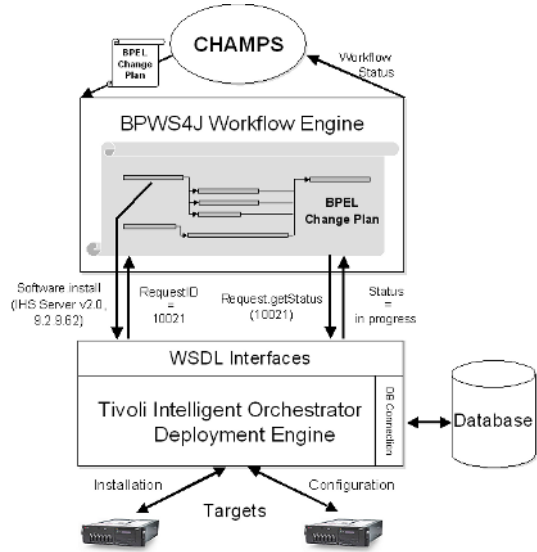 CHAMPS
BPEL
Change
Plan
Workflow
Status
BPWS4J Workflow Engine
BPEL
Change Plan
Software install
(IHS Server v2.0,
9.2.9.62)
RequestID
=
10021
Request.getStatus
(10021)
Status
=
in progress
WSDL Interfaces
Tivoli Intelligent Orchestrator
Deployment Engine
DB Connection
Database
Installation
Configuration
Targets